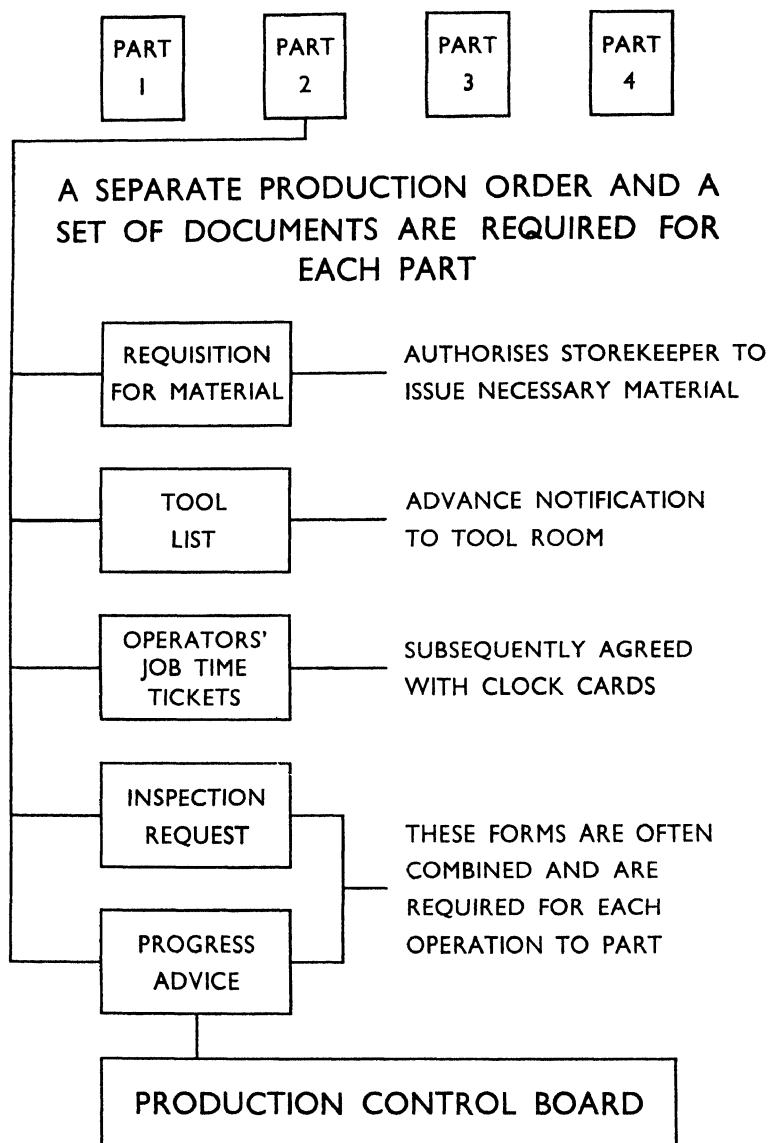 PART
1
PART
2
PART
3
PART
4
A SEPARATE PRODUCTION ORDER AND A
SET OF DOCUMENTS ARE REQUIRED FOR
EACH PART
REQUISITION
FOR MATERIAL
AUTHORISES STOREKEEPER TO
ISSUE NECESSARY MATERIAL
TOOL
LIST
ADVANCE NOTIFICATION
TO TOOL ROOM
OPERATORS'
JOB TIME
TICKETS
SUBSEQUENTLY AGREED
WITH CLOCK CARDS
INSPECTION
REQUEST
PROGRESS
ADVICE
THESE FORMS ARE OFTEN
COMBINED AND ARE
REQUIRED FOR EACH
OPERATION TO PART
PRODUCTION CONTROL BOARD